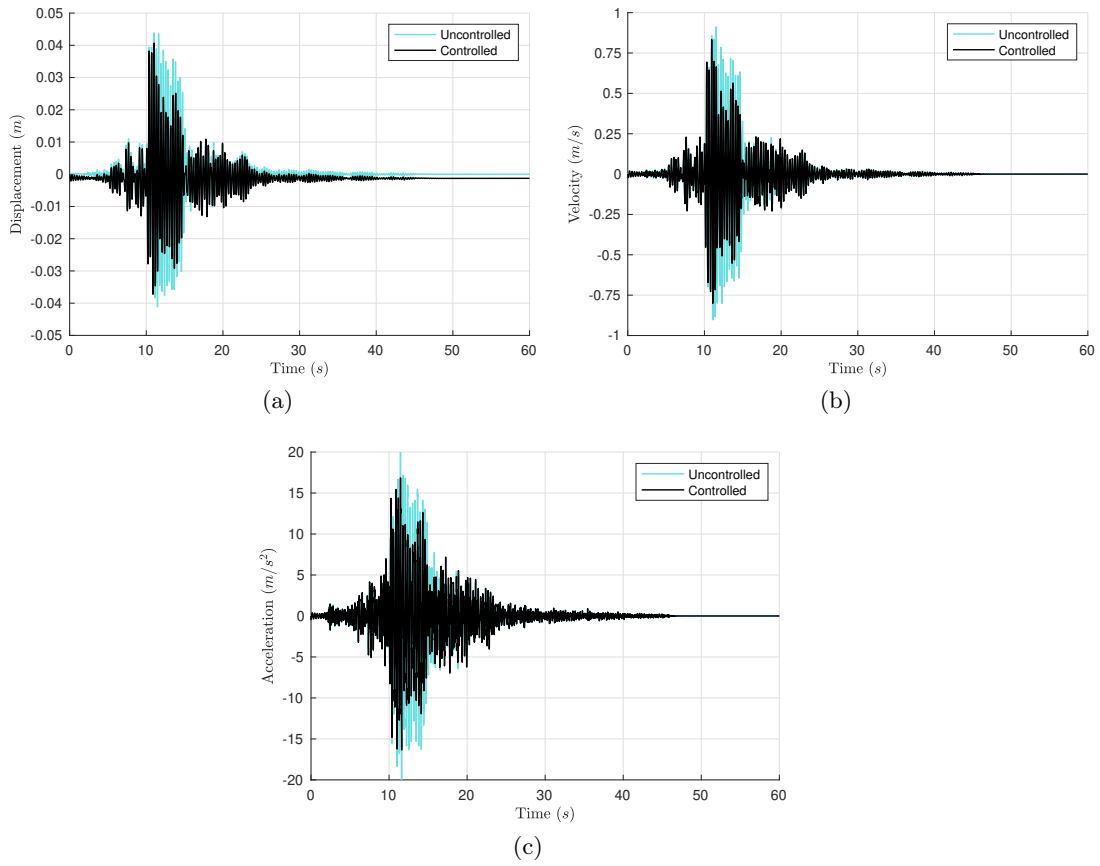 0.05
0.04
0.03
0.02
0.01
0
-0.01
-0.02
-0.03
-0.04
-0.05
Displacement (m)
Uncontrolled
Controlled
0 10 20 30 40 50 60
Time (s)
(a)
1
0.75
0.5
0.25
0
-0.25
-0.5
-0.75
-1
Velocity (m/s)
Uncontrolled
Controlled
0 10 20 30 40 50 60
Time (s)
(b)
20
15
10
5
0
-5
-10
-15
-20
Acceleration (m/s²)
Uncontrolled
Controlled
0 10 20 30 40 50 60
Time (s)
(c)